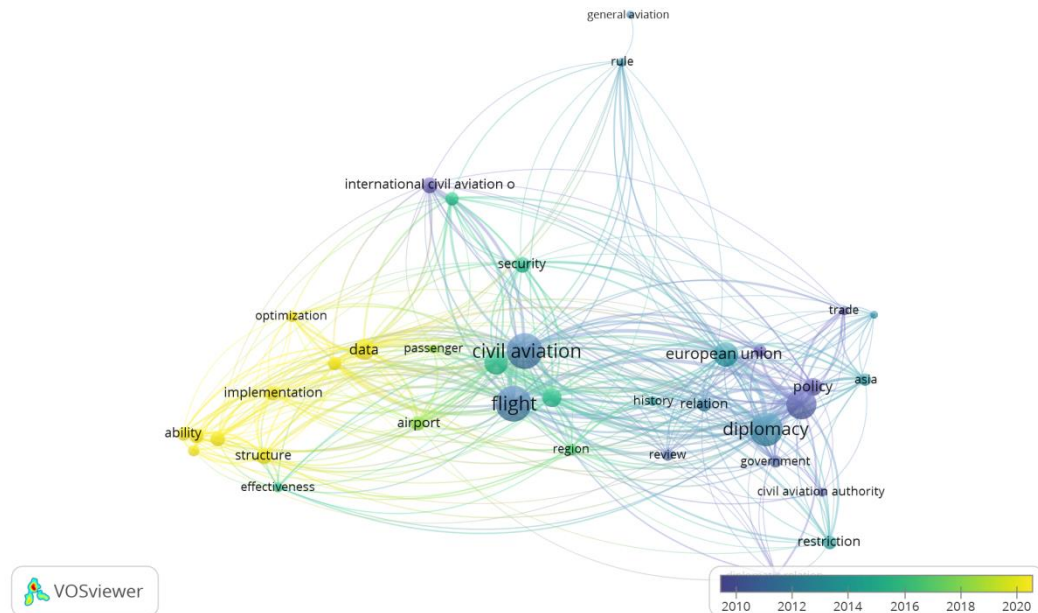 general aviation
rule
international civil aviation o
security
optimization
trade
data
passenger
civil aviation
european union
implementation
policy
asia
flight
history
relation
airport
diplomacy
ability
structure
region
review
government
effectiveness
civil aviation authority
restriction
VOSviewer
2010 2012 2014 2016 2018 2020